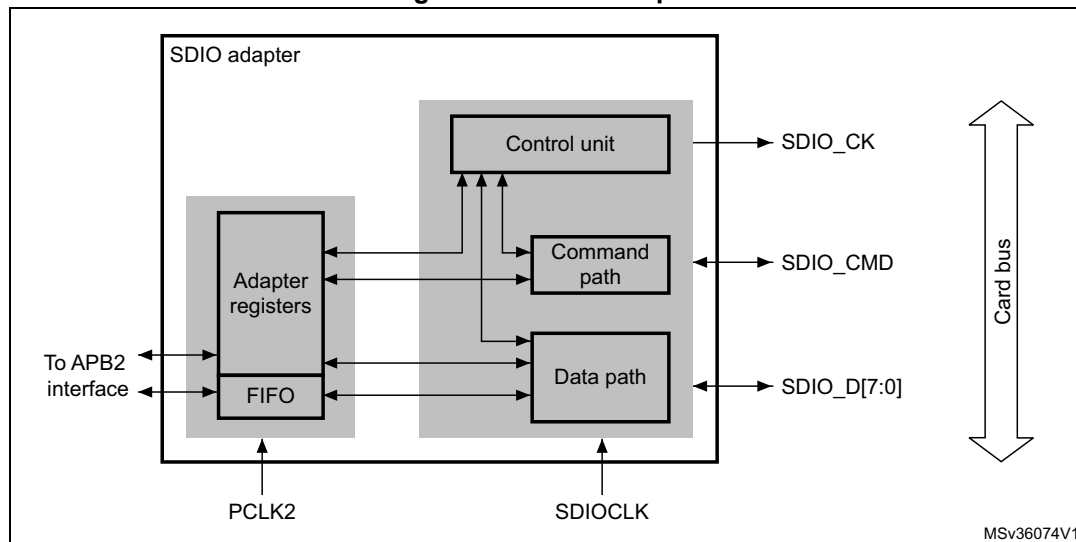 SDIO adapter
Control unit
SDIO_CK
Command
path
SDIO_CMD
Adapter
registers
Card bus
To APB2
interface
FIFO
Data path
SDIO_D[7:0]
PCLK2
SDIOCLK
MSv36074V1